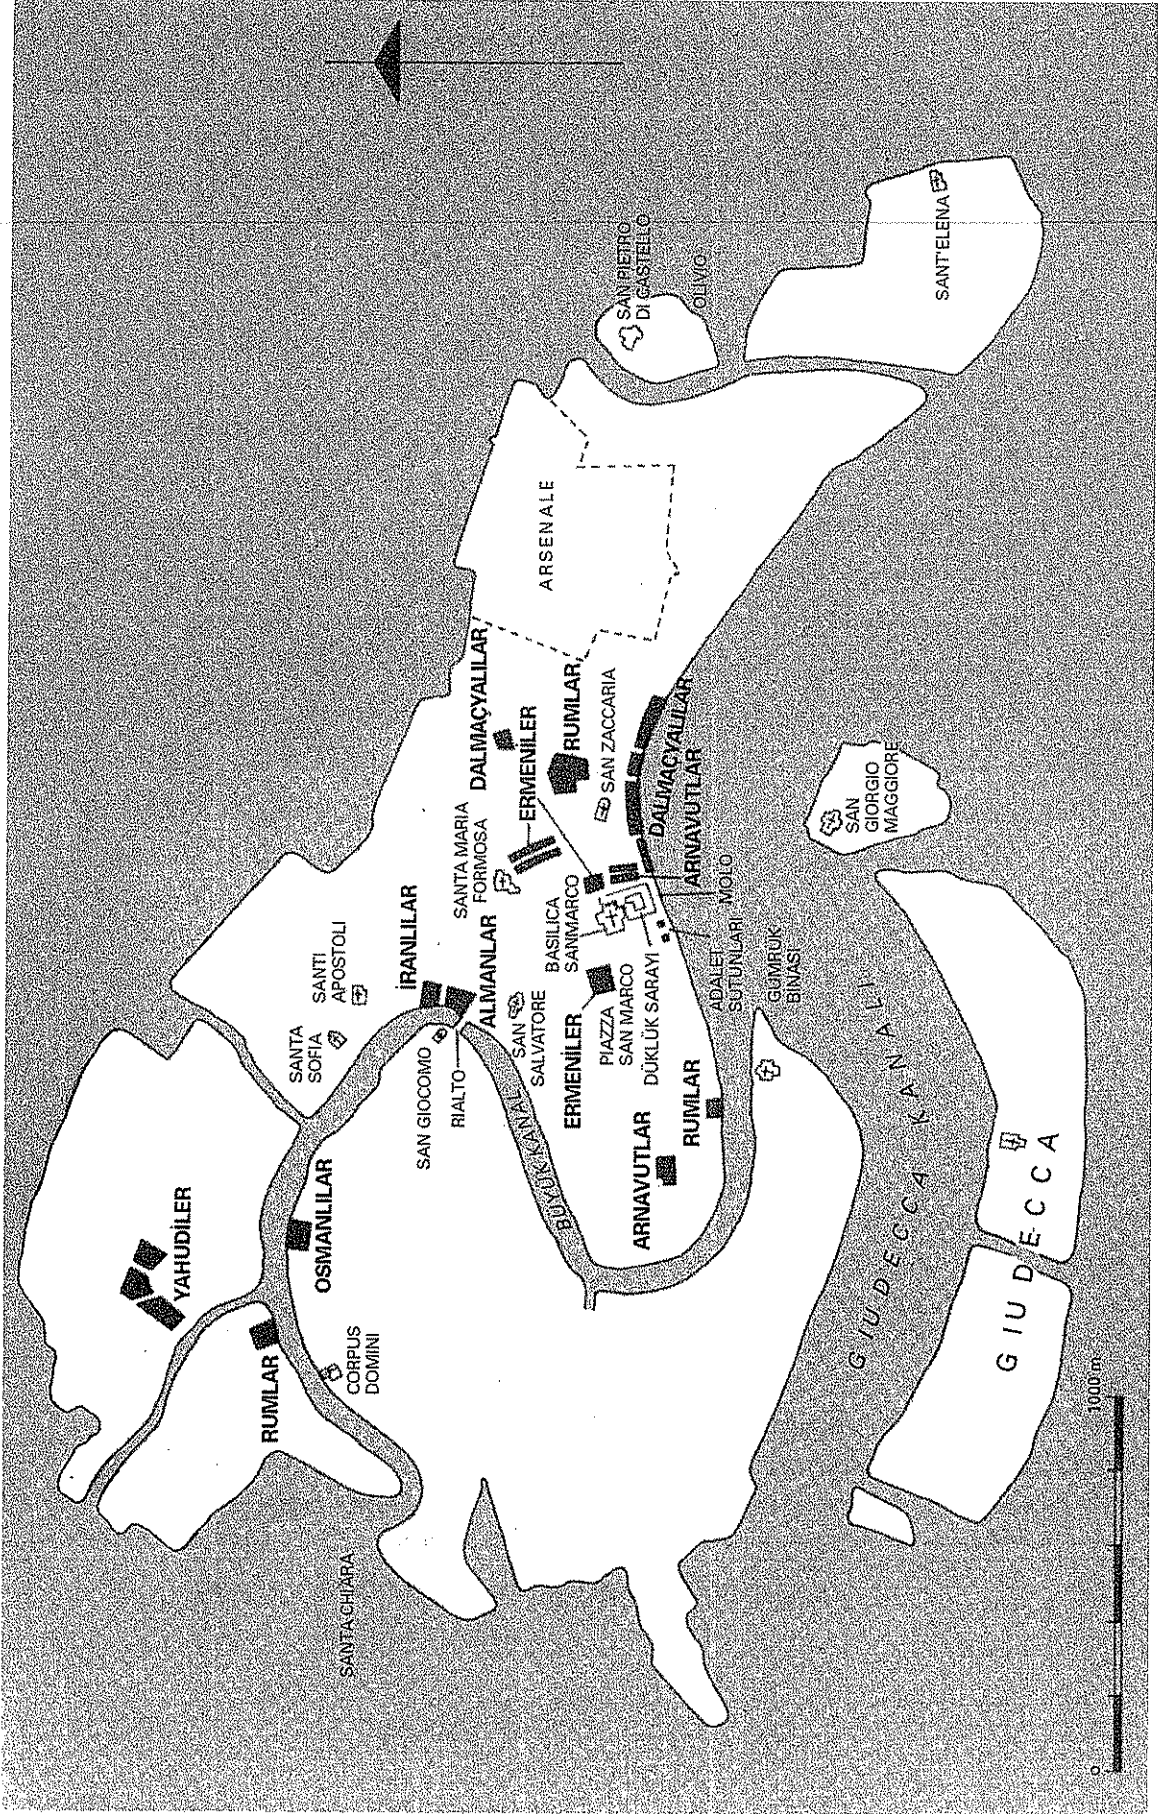 YAHUDİLER
RUMLAR
OSMANLILAR
CORPUS
DOMINI
SANTA CHIARA
SANTA
SOFIA
SANTI
APOSTOLI
İRANLILAR
SAN GIOCOMO
RIALTO
ALMANLAR
SANTA MARIA
FORMOSA
DALMAÇYALILAR
ERMENİLER
RUMLAR
SAN ZACCARIA
ARSENALE
SAN PIETRO
DI CASTELLO
OLIVIO
SANT'ELENA
SAN
SALVATORE
BASILICA
SANMARCO
ERMENİLER
PIAZZA
SAN MARCO
DÜKLÜK SARAYI
BÜYÜK KANAL
ARNAVUTLAR
RUMLAR
DALMAÇYALILAR
ARNAVUTLAR
MOLO
ADALET
SUTUNLARI
GÜMRÜK
BİNASI
SAN
GIORGIO
MAGGIORE
GIUDECCA KANALI
GIUDECCA
0
1000 m.